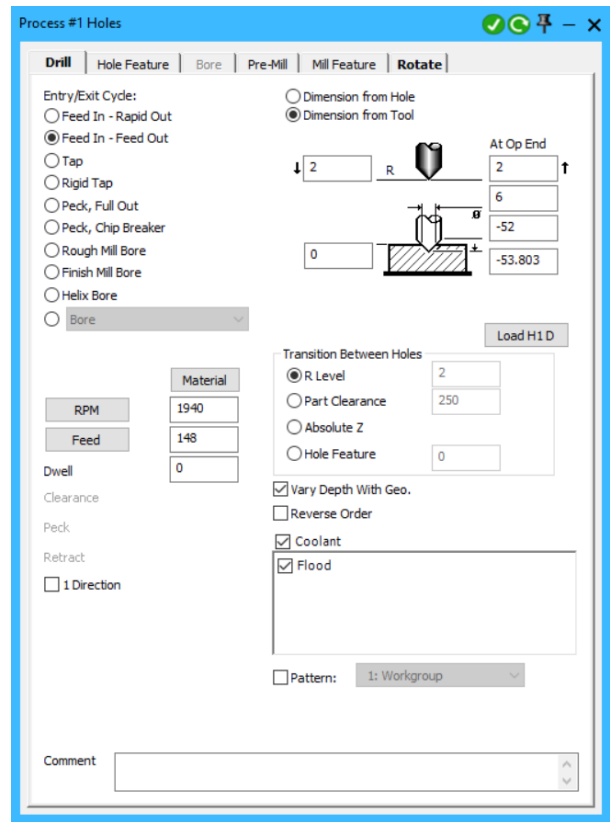 Process #1 Holes
Drill Hole Feature Bore Pre-Mill Mill Feature Rotate
Entry/Exit Cycle:
Feed In - Rapid Out
Feed In - Feed Out
Tap
Rigid Tap
Peck, Full Out
Peck, Chip Breaker
Rough Mill Bore
Finish Mill Bore
Helix Bore
Bore
Dimension from Hole
Dimension from Tool
At Op End
2 R 2
6
ø
-52
0
-53.803
Load H1 D
Material
RPM 1940
Feed 148
Dwell 0
Clearance
Peck
Retract
1 Direction
Transition Between Holes
R Level 2
Part Clearance 250
Absolute Z
Hole Feature 0
Vary Depth With Geo.
Reverse Order
Coolant
Flood
Pattern: 1: Workgroup
Comment